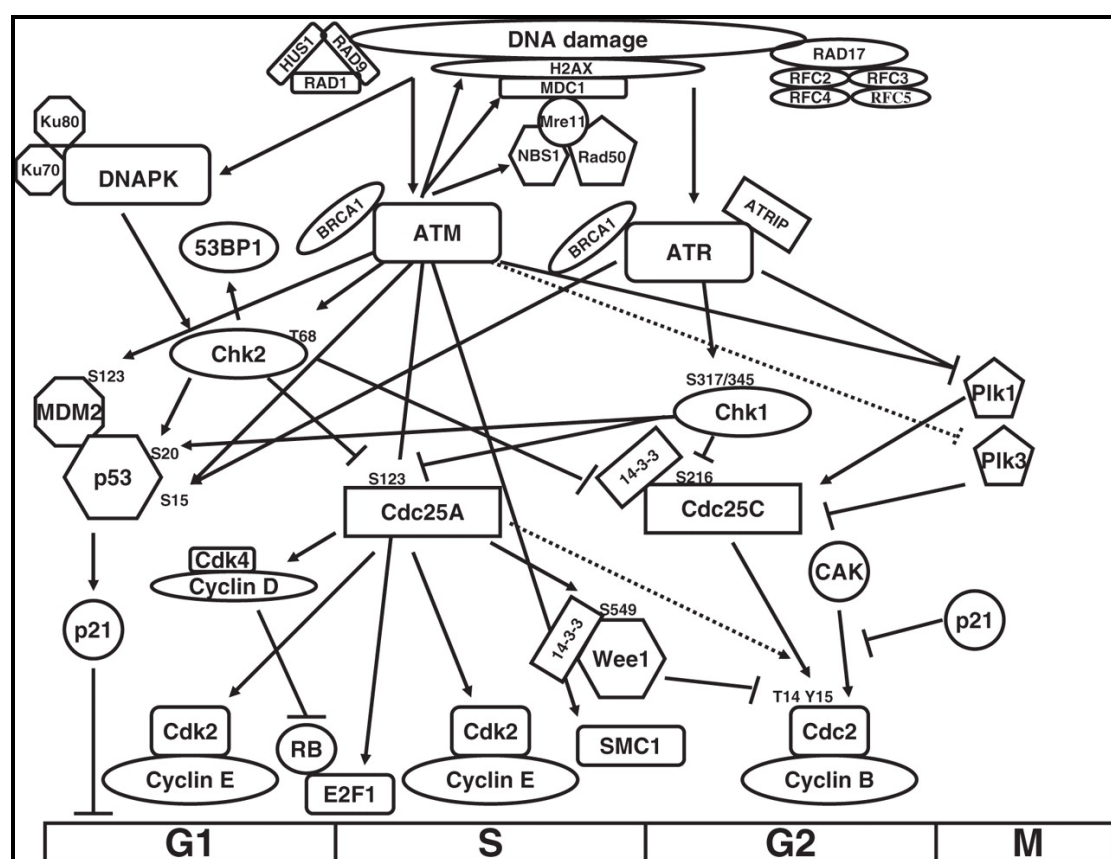 DNA damage
HUS1
RAD9
RAD1
H2AX
MDC1
RAD17
RFC2
RFC3
RFC4
RFC5
Mre11
NBS1
Rad50
Ku80
Ku70
DNAPK
BRCA1
ATM
BRCA1
ATR
ATRIP
53BP1
T68
Chk2
S123
MDM2
S317/345
Chk1
Plk1
Plk3
S20
p53
S15
S123
Cdc25A
14-3-3
S216
Cdc25C
Cdk4
Cyclin D
CAK
p21
S549
14-3-3
Wee1
p21
T14 Y15
Cdk2
Cyclin E
RB
E2F1
Cdk2
Cyclin E
SMC1
Cdc2
Cyclin B
G1 S G2 M